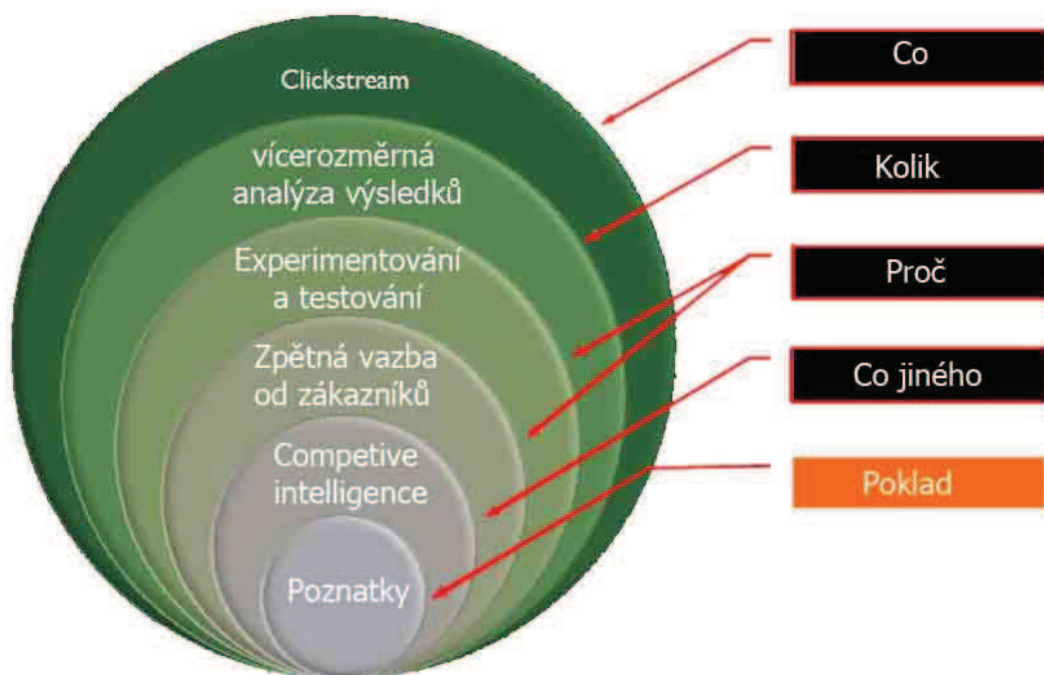 Clickstream
vícerozměrná
analýza výsledků
Experimentování
a testování
Zpětná vazba
od zákazníků
Competive
intelligence
Poznatky
Co
Kolik
Proč
Co jiného
Poklad